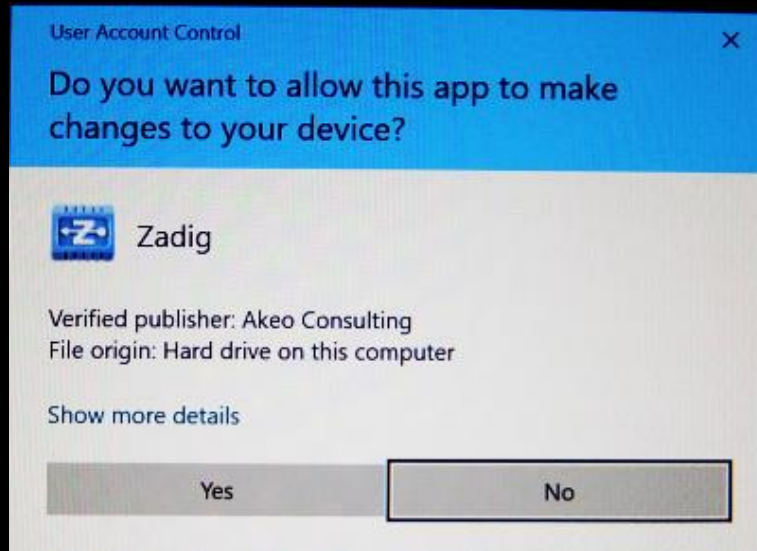 User Account Control
Do you want to allow this app to make
changes to your device?
Z
Zadig
Verified publisher: Akeo Consulting
File origin: Hard drive on this computer
Show more details
Yes
No